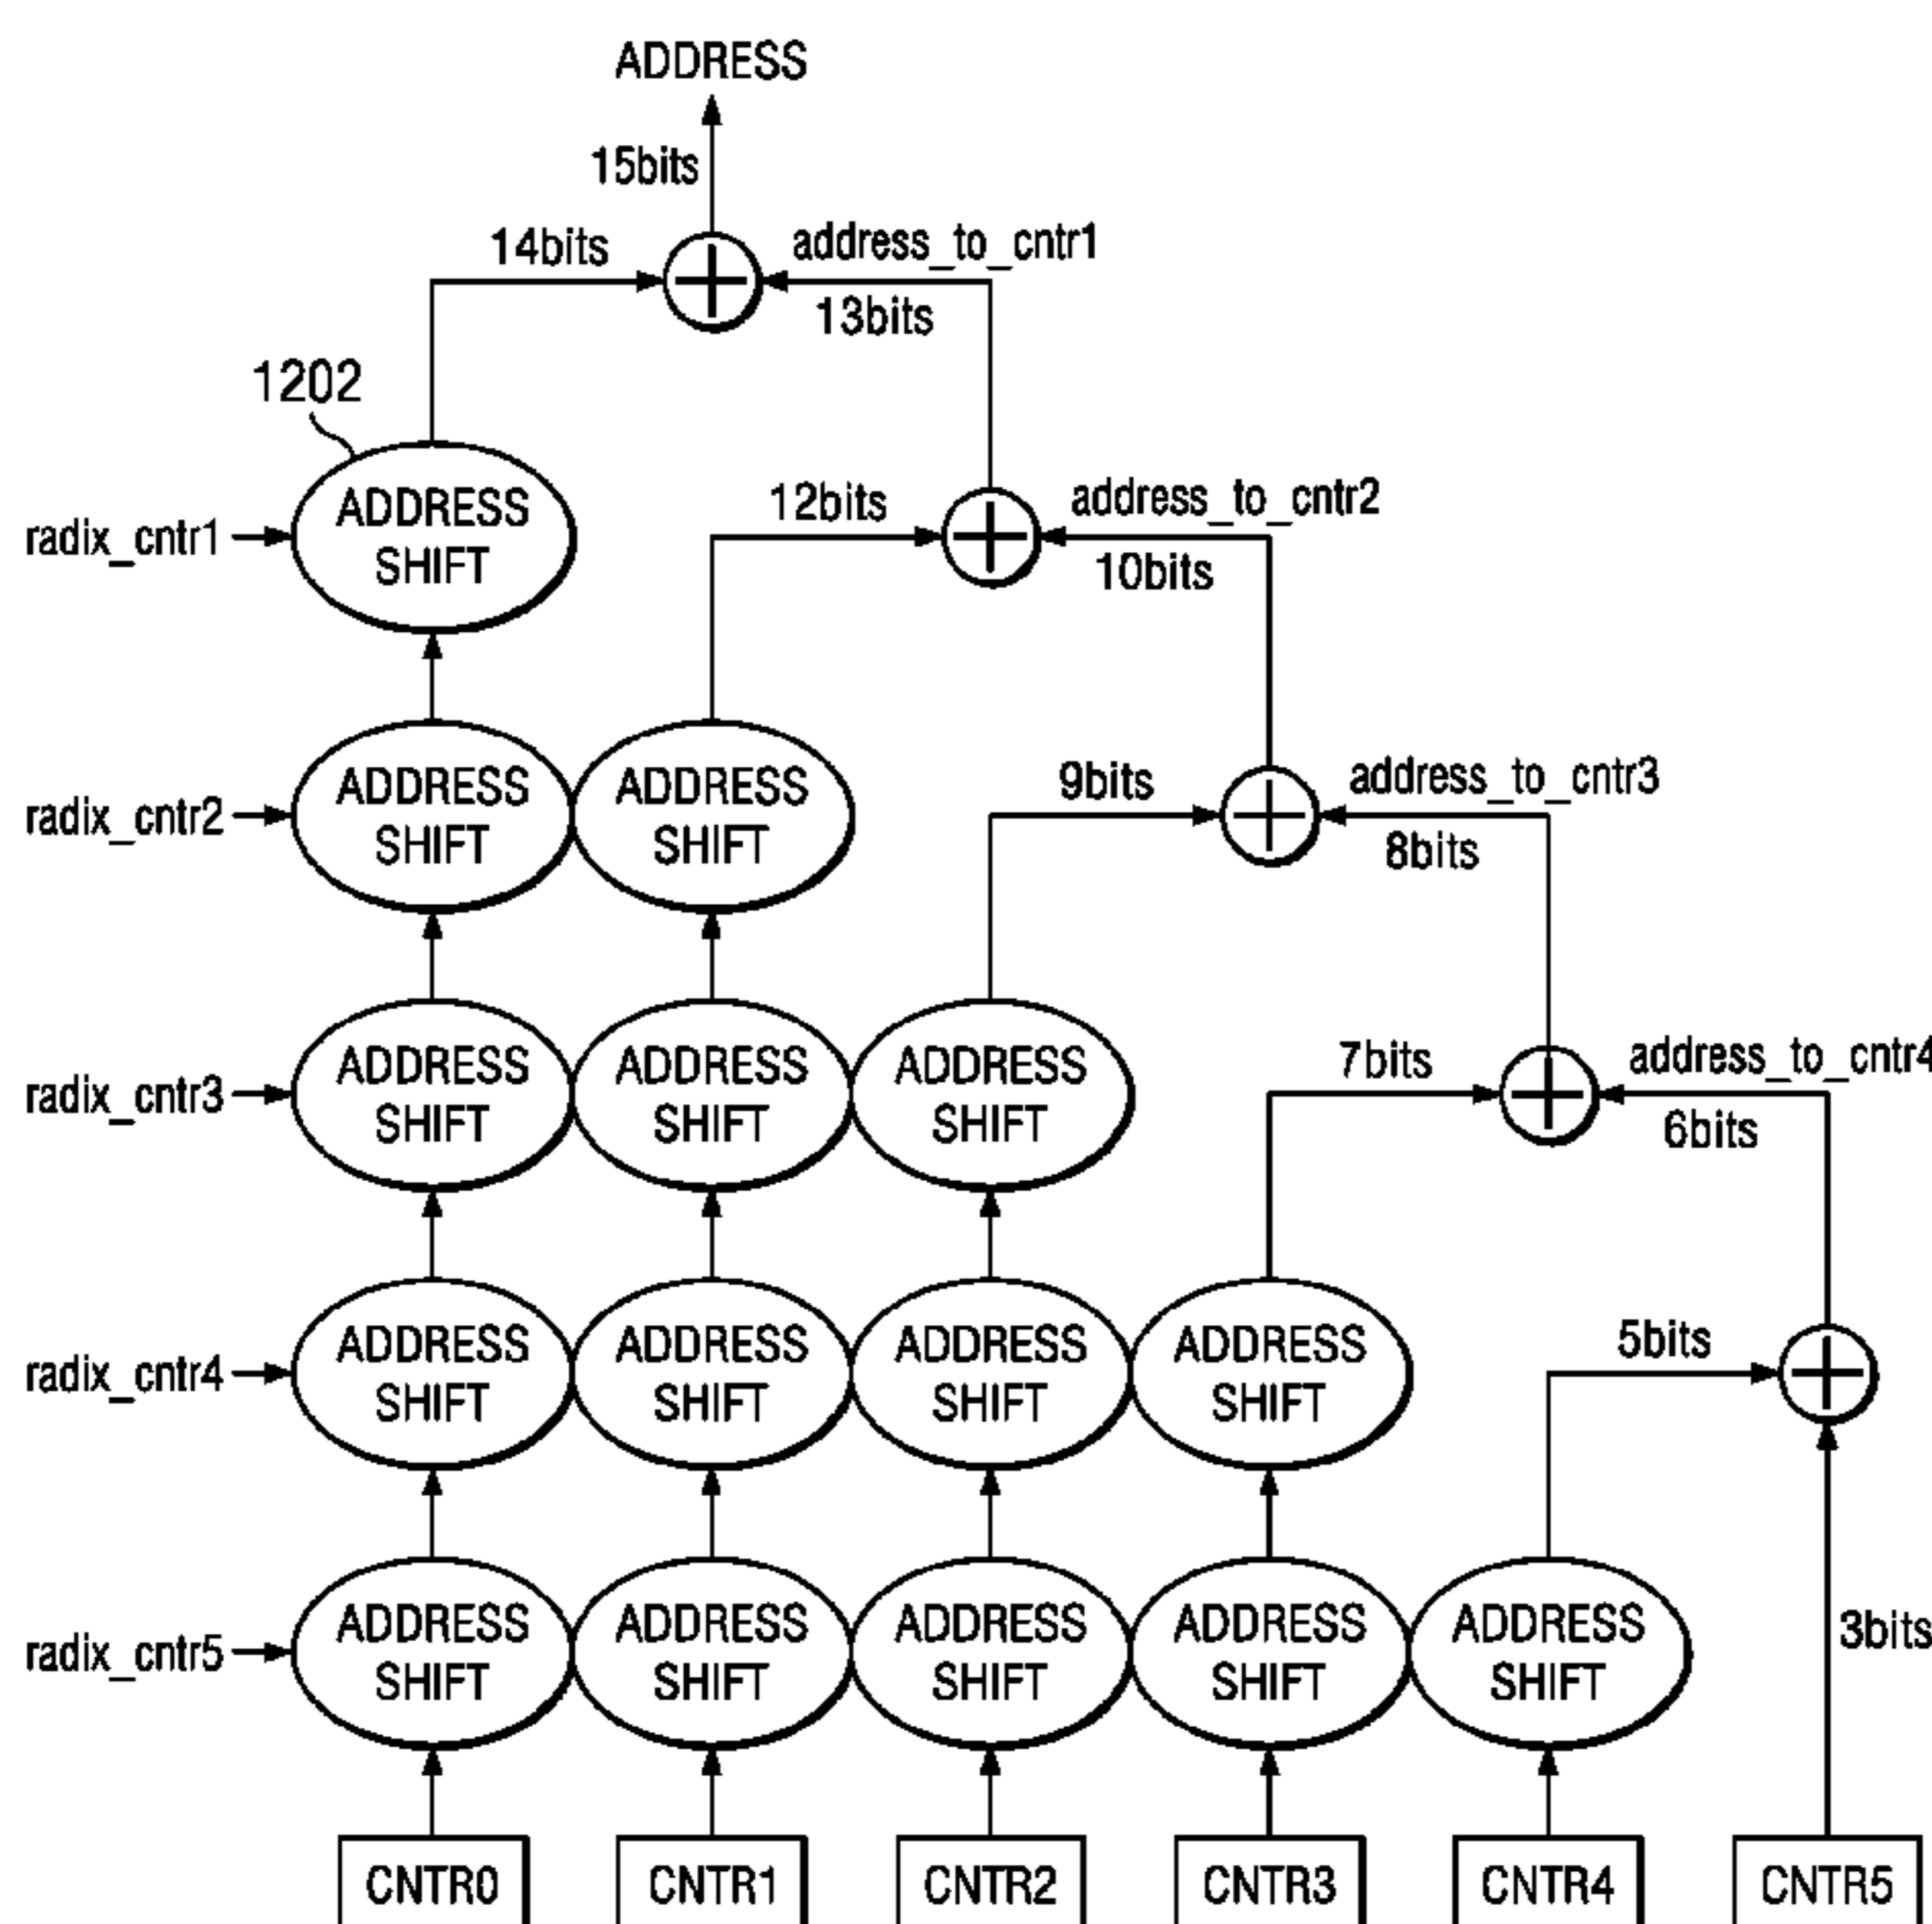 ADDRESS
15bits
14bits
address_to_cntr1
13bits
1202
12bits
address_to_cntr2
10bits
radix_cntr1
ADDRESS
SHIFT
9bits
address_to_cntr3
8bits
radix_cntr2
ADDRESS
SHIFT
ADDRESS
SHIFT
7bits
address_to_cntr4
6bits
radix_cntr3
ADDRESS
SHIFT
ADDRESS
SHIFT
ADDRESS
SHIFT
5bits
radix_cntr4
ADDRESS
SHIFT
ADDRESS
SHIFT
ADDRESS
SHIFT
ADDRESS
SHIFT
3bits
radix_cntr5
ADDRESS
SHIFT
ADDRESS
SHIFT
ADDRESS
SHIFT
ADDRESS
SHIFT
ADDRESS
SHIFT
CNTR0
CNTR1
CNTR2
CNTR3
CNTR4
CNTR5